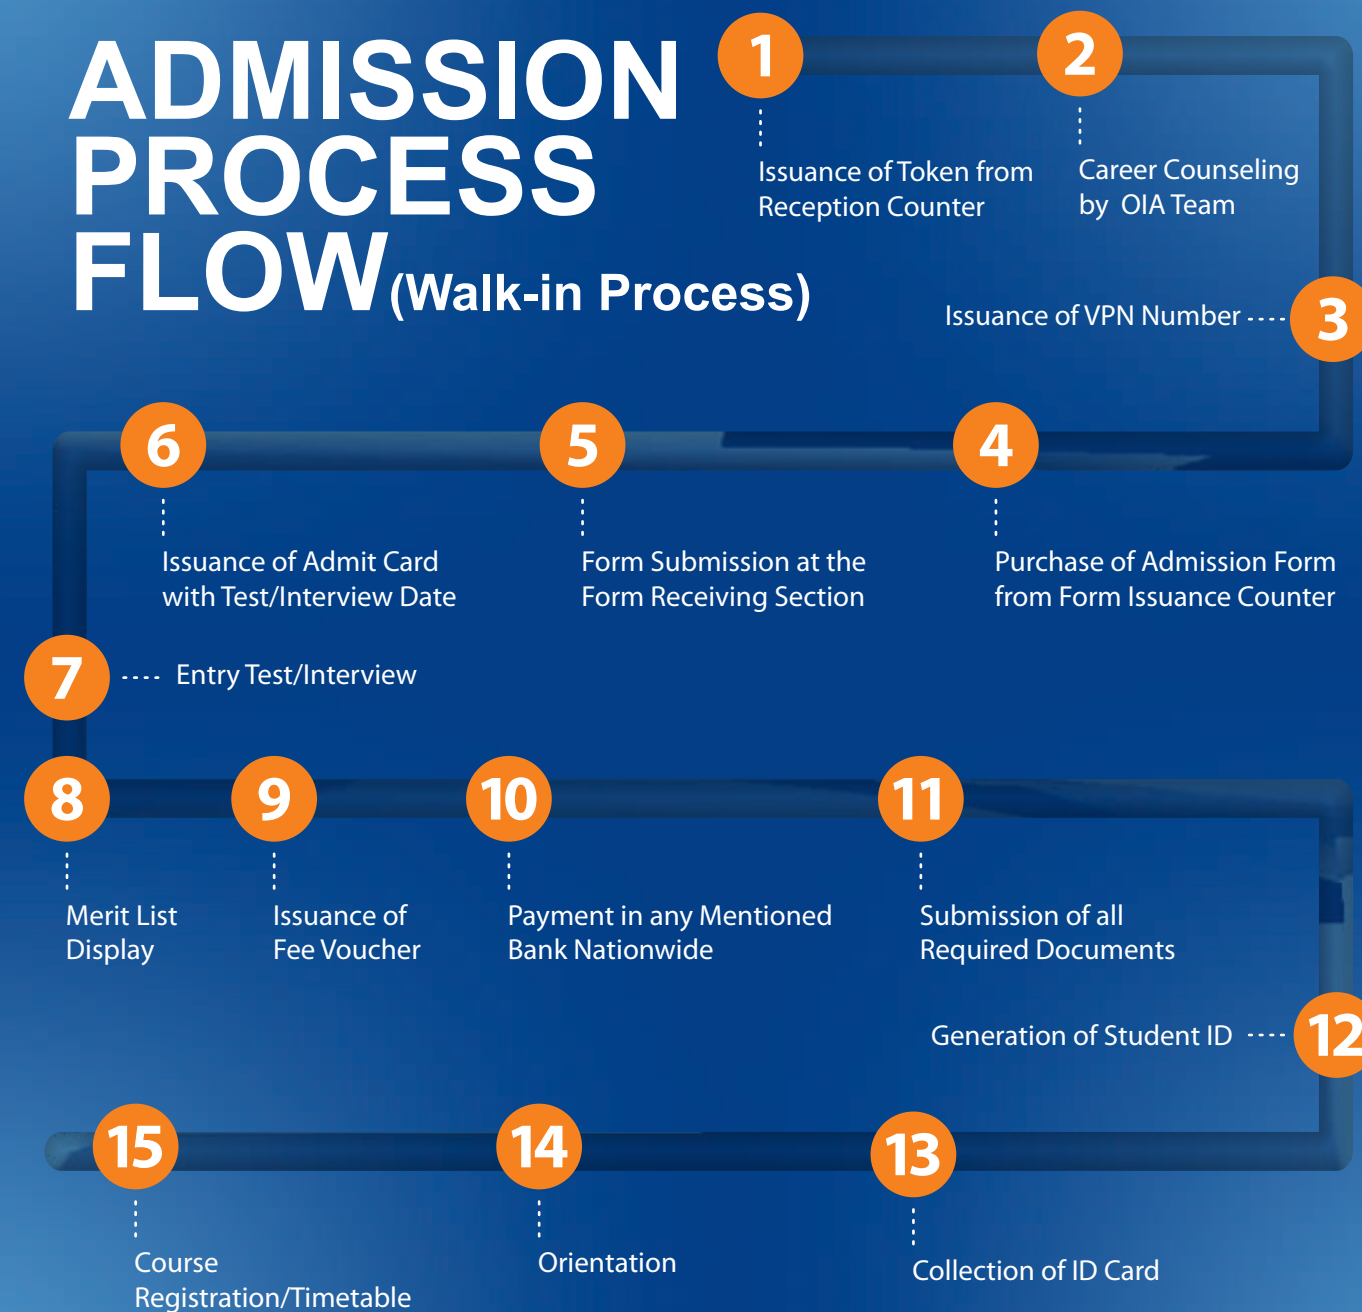 ADMISSION
PROCESS
FLOW (Walk-in Process)
1
Issuance of Token from
Reception Counter
2
Career Counseling
by OIA Team
3
Issuance of VPN Number
4
Purchase of Admission Form
from Form Issuance Counter
5
Form Submission at the
Form Receiving Section
6
Issuance of Admit Card
with Test/Interview Date
7
Entry Test/Interview
8
Merit List
Display
9
Issuance of
Fee Voucher
10
Payment in any Mentioned
Bank Nationwide
11
Submission of all
Required Documents
12
Generation of Student ID
13
Collection of ID Card
14
Orientation
15
Course
Registration/Timetable